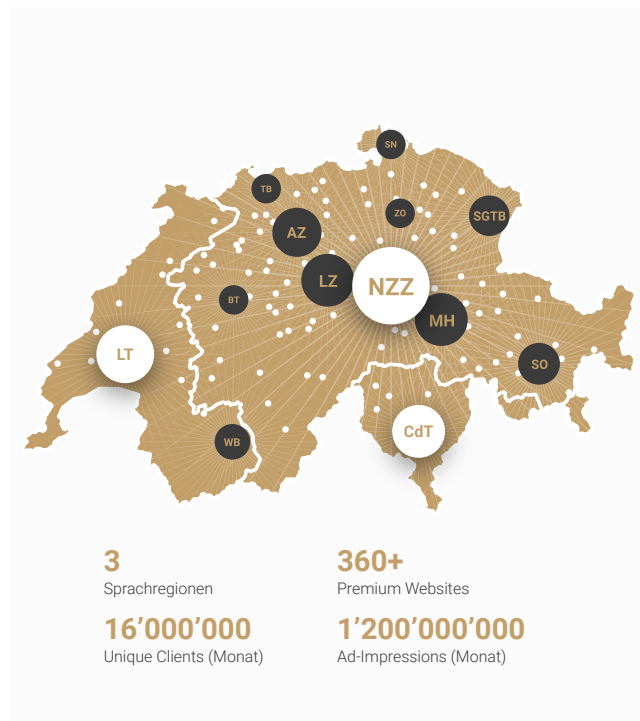 SN
TB
ZO
SGTB
AZ
LZ
NZZ
BT
MH
LT
SO
CdT
WB
3
Sprachregionen
360+
Premium Websites
16’000’000
Unique Clients (Monat)
1’200’000’000
Ad-Impressions (Monat)